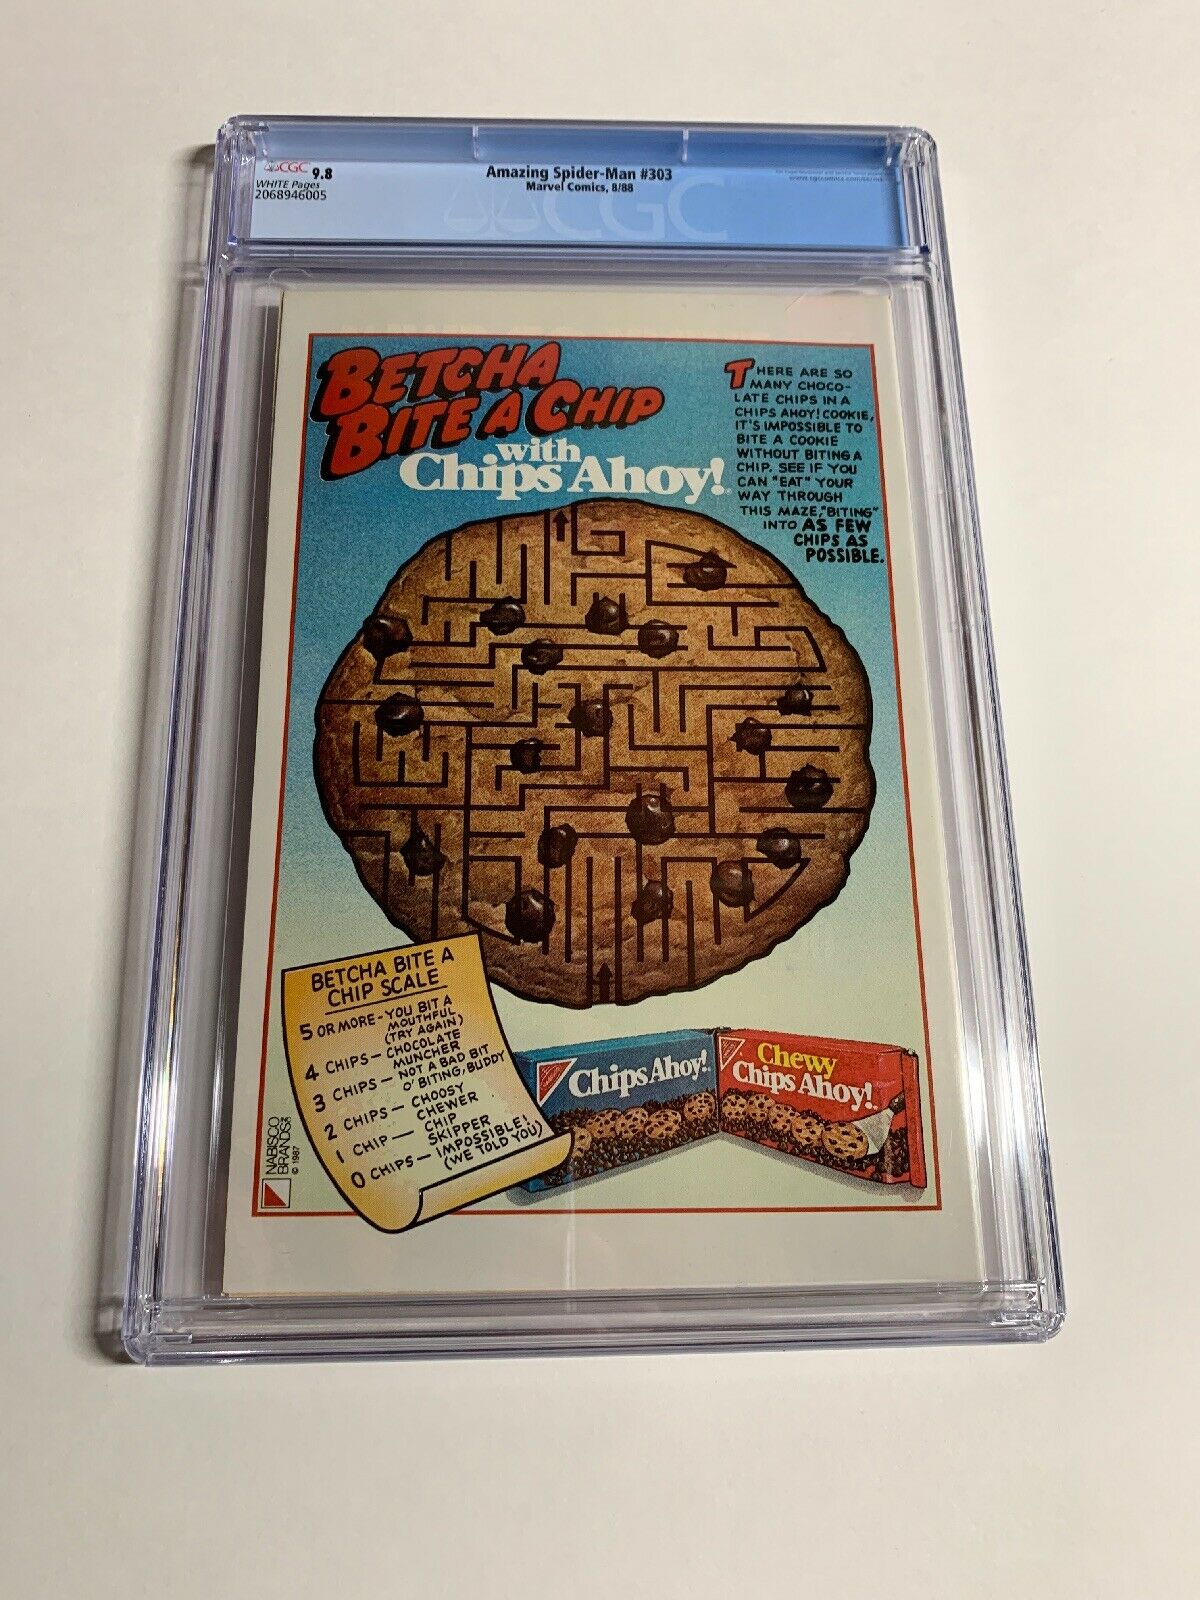 CGC 9.8
WHITE Pages
2068946005
Amazing Spider-Man #303
Marvel Comics, 8/88
CGC
BETCHA
BITE A CHIP
with
Chips Ahoy!
THERE ARE SO
MANY CHOCO-
LATE CHIPS IN A
CHIPS AHOY! COOKIE,
IT'S IMPOSSIBLE TO
BITE A COOKIE
WITHOUT BITING A
CHIP. SEE IF YOU
CAN "EAT" YOUR
WAY THROUGH
THIS MAZE, "BITING"
INTO AS FEW
CHIPS AS
POSSIBLE.
BETCHA BITE A
CHIP SCALE
5 OR MORE - YOU BIT A
MOUTHFUL
(TRY AGAIN)
4 CHIPS - CHOCOLATE
MUNCHER
3 CHIPS - NOT A BAD BIT
O' BITING, BUDDY
2 CHIPS - CHOOSY
CHEWER
1 CHIP - CHIP
SKIPPER
0 CHIPS - IMPOSSIBLE!
(WE TOLD YOU)
Chips Ahoy!
Chewy
Chips Ahoy!
NABISCO
BRANDS
© 1987